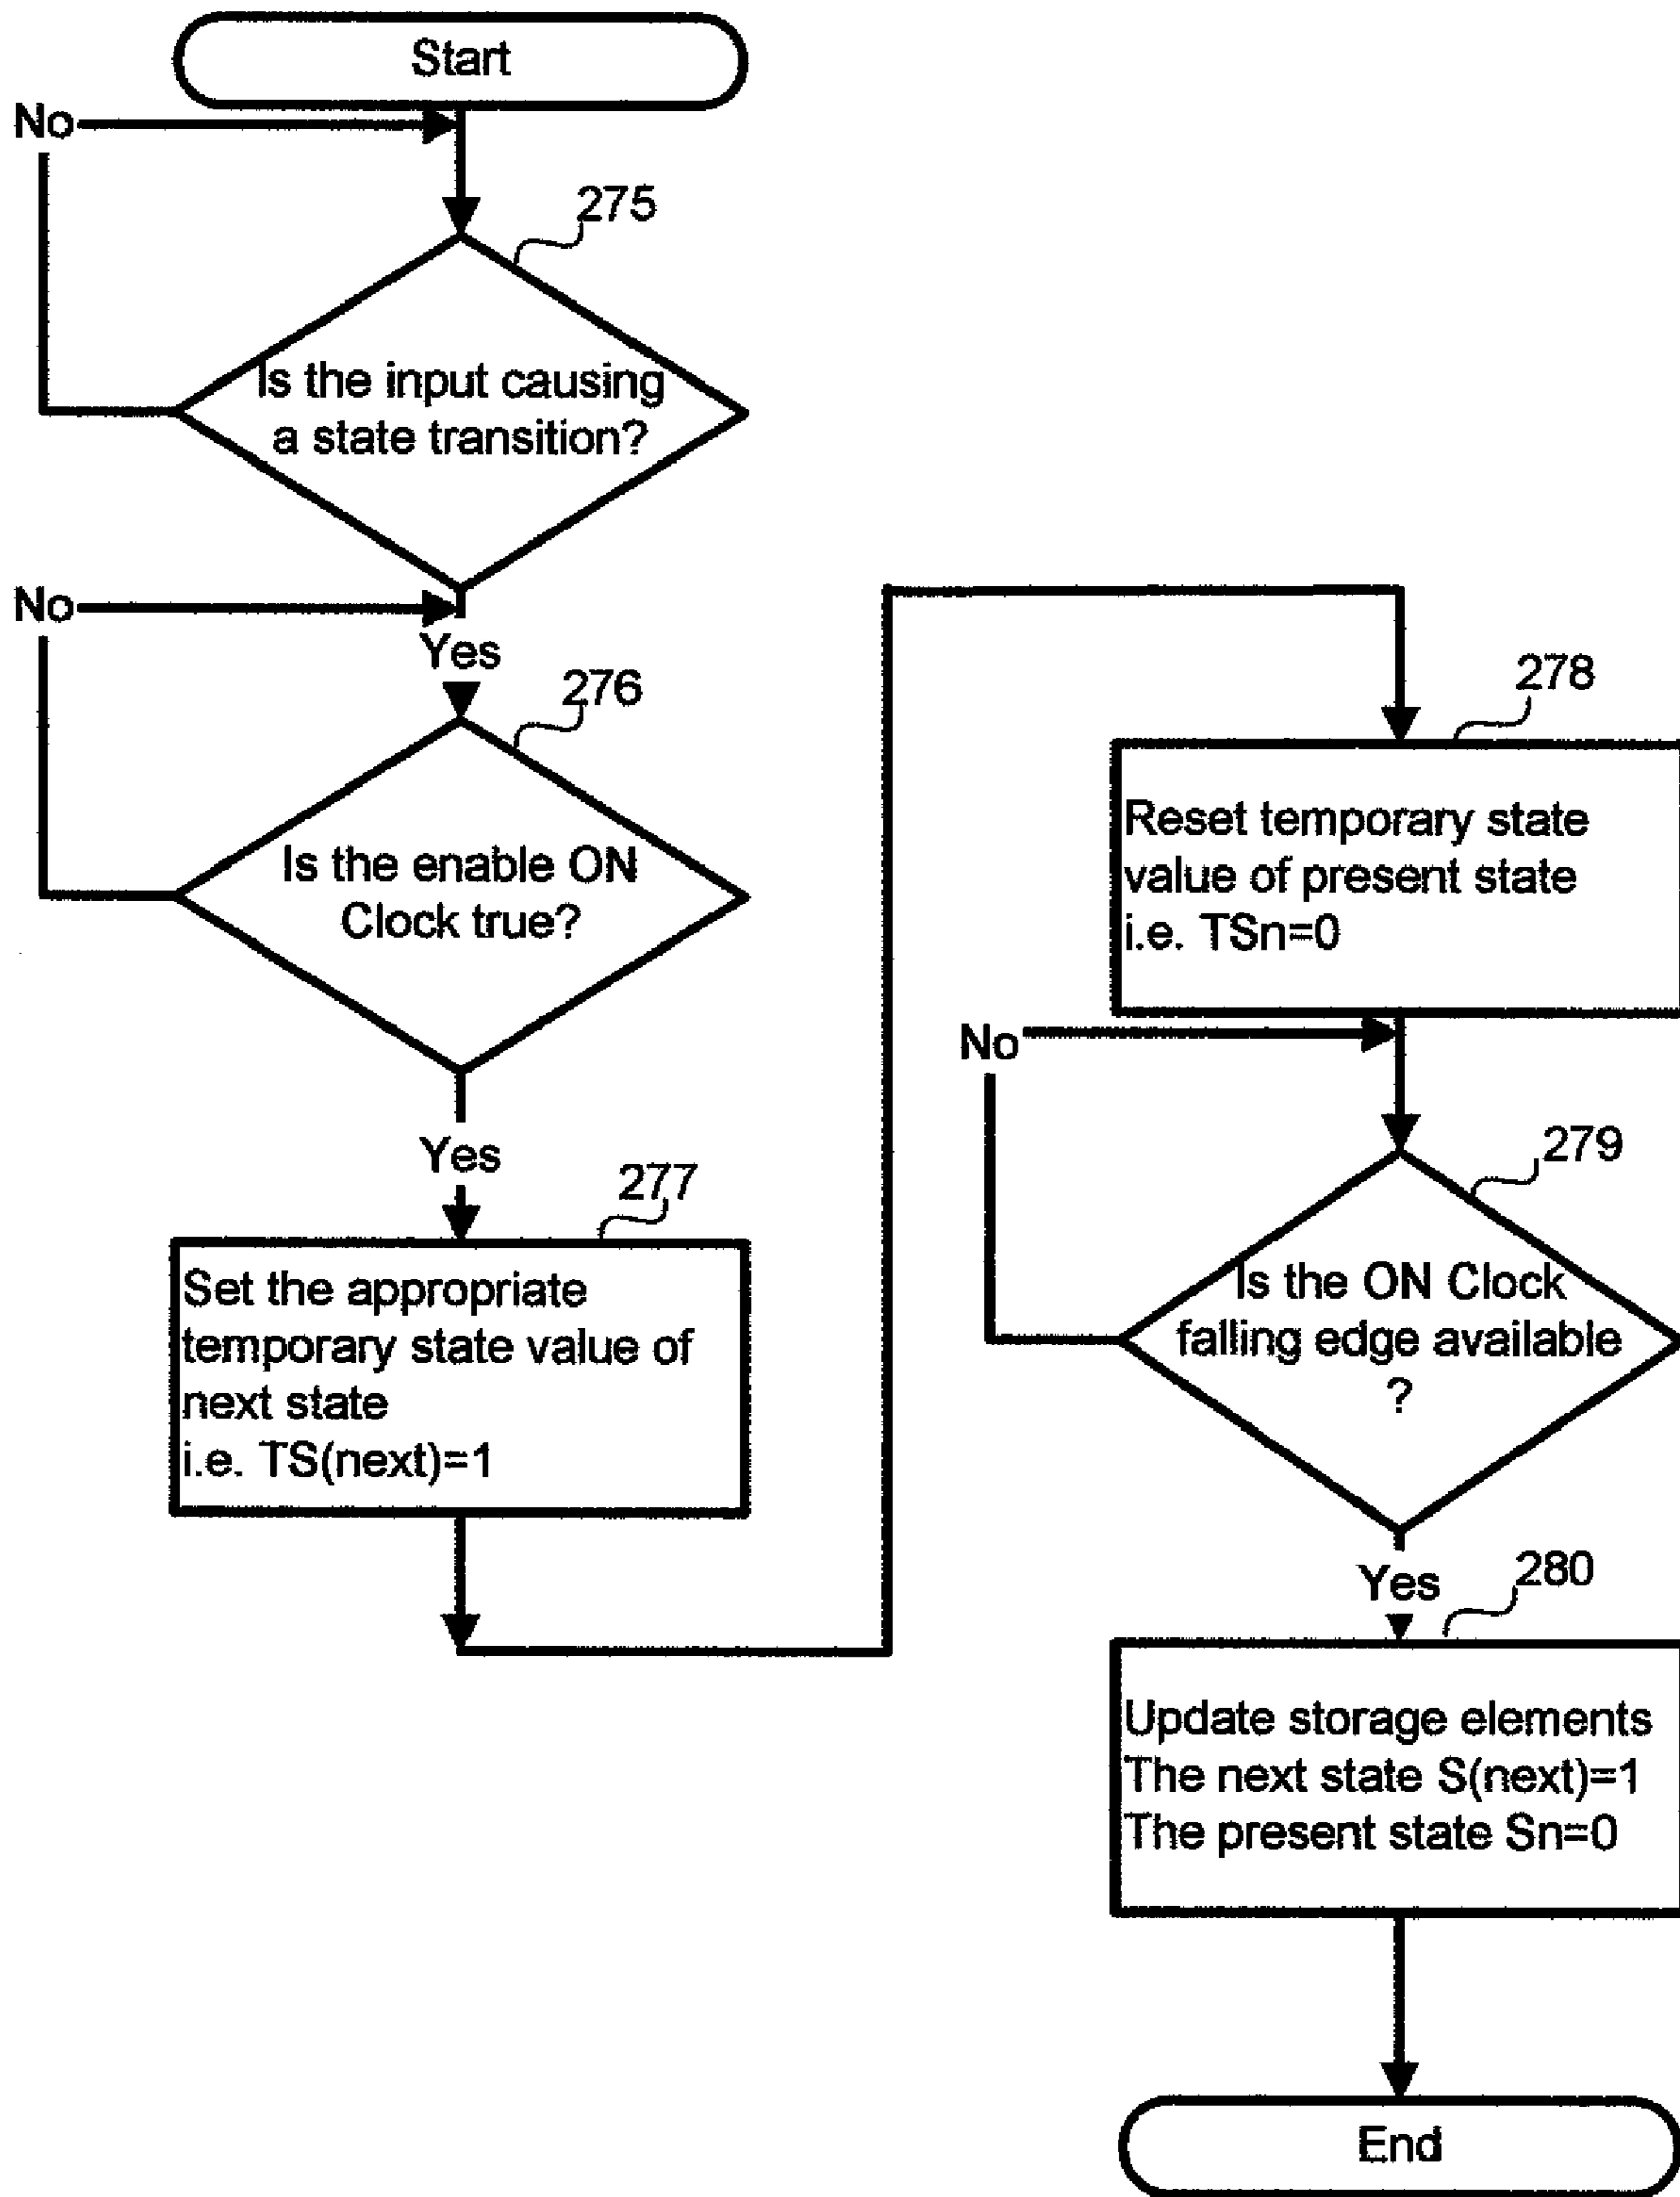 Start
No
275
Is the input causing
a state transition?
No
Yes
276
Is the enable ON
Clock true?
Yes
277
Set the appropriate
temporary state value of
next state
i.e. TS(next)=1
278
Reset temporary state
value of present state
i.e. TSn=0
No
279
Is the ON Clock
falling edge available
?
Yes
280
Update storage elements
The next state S(next)=1
The present state Sn=0
End